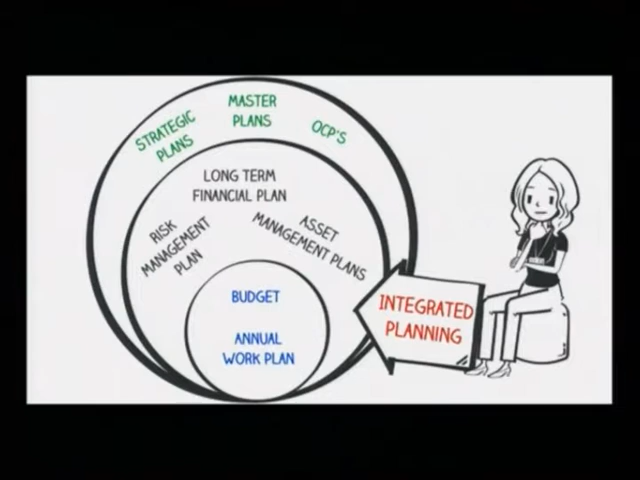 MASTER
PLANS
STRATEGIC
PLANS
OCP'S
LONG TERM
FINANCIAL PLAN
RISK
MANAGEMENT
PLAN
ASSET
MANAGEMENT PLANS
BUDGET
ANNUAL
WORK PLAN
INTEGRATED
PLANNING